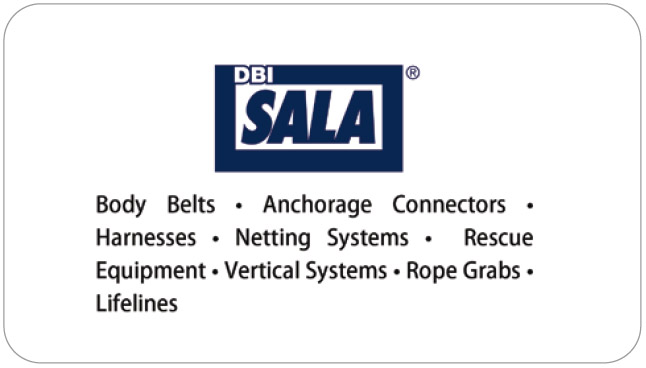 DBI
SALA ®
Body Belts • Anchorage Connectors •
Harnesses • Netting Systems • Rescue
Equipment • Vertical Systems • Rope Grabs •
Lifelines